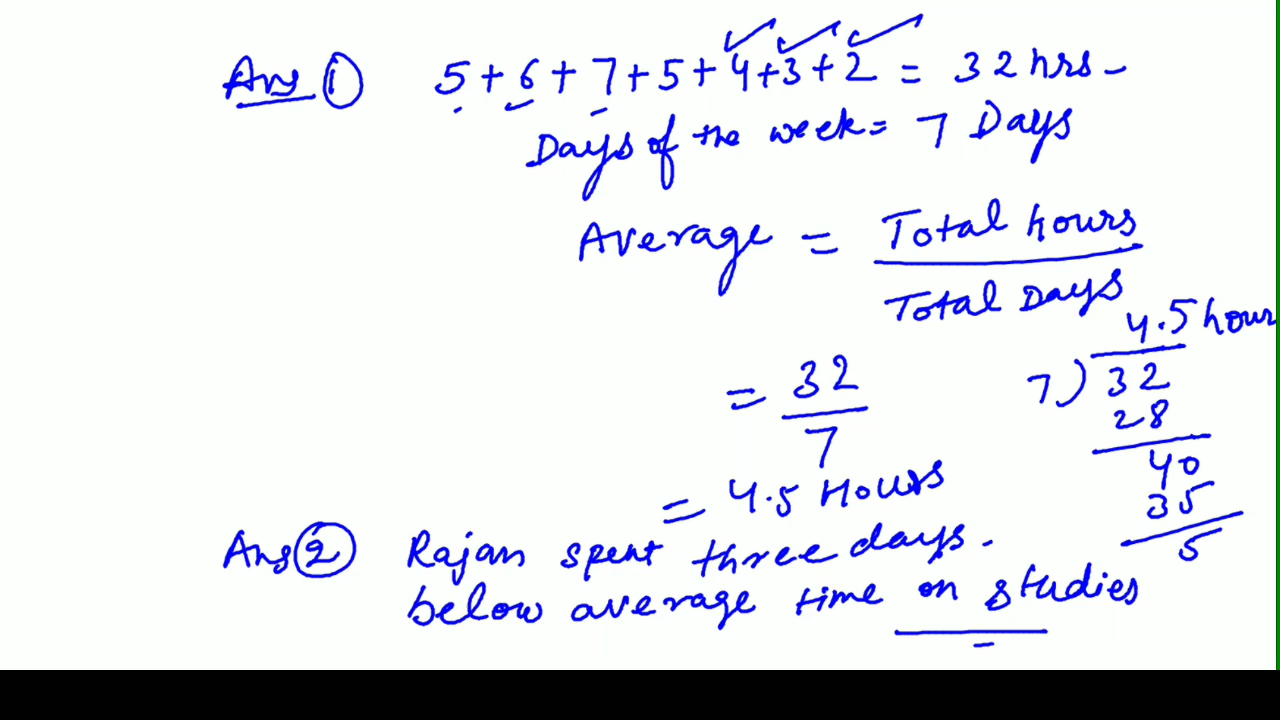 Ans ① 5+6+7+5+4+3+2 = 32 hrs -
Days of the week = 7 Days
Average = Total hours
Total Days
4.5 hour
= 32
7
7) 32
28
40
35
5
= 4.5 Hours
Ans ② Rajan spent three days.
below average time on studies